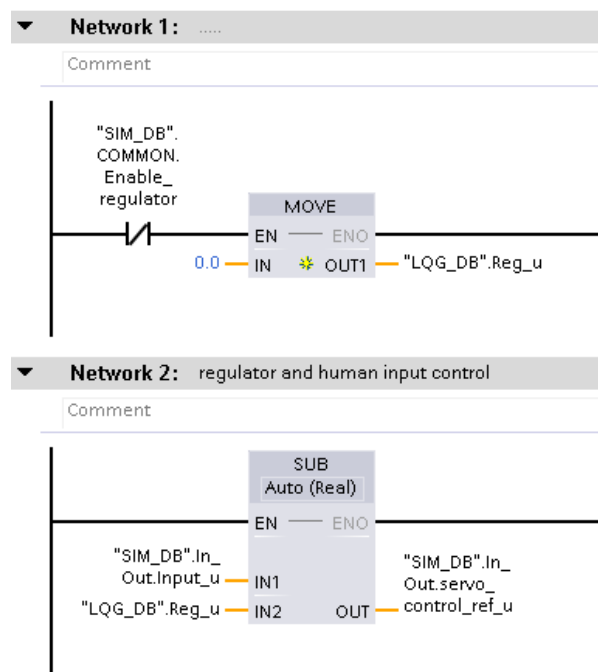 Network 1: .....
Comment
"SIM_DB".
COMMON.
Enable_
regulator
MOVE
EN ENO
0.0 IN OUT1 "LQG_DB".Reg_u
Network 2: regulator and human input control
Comment
SUB
Auto (Real)
EN ENO
"SIM_DB".In_
Out.Input_u IN1
"LQG_DB".Reg_u IN2
OUT
"SIM_DB".In_
Out.servo_
control_ref_u